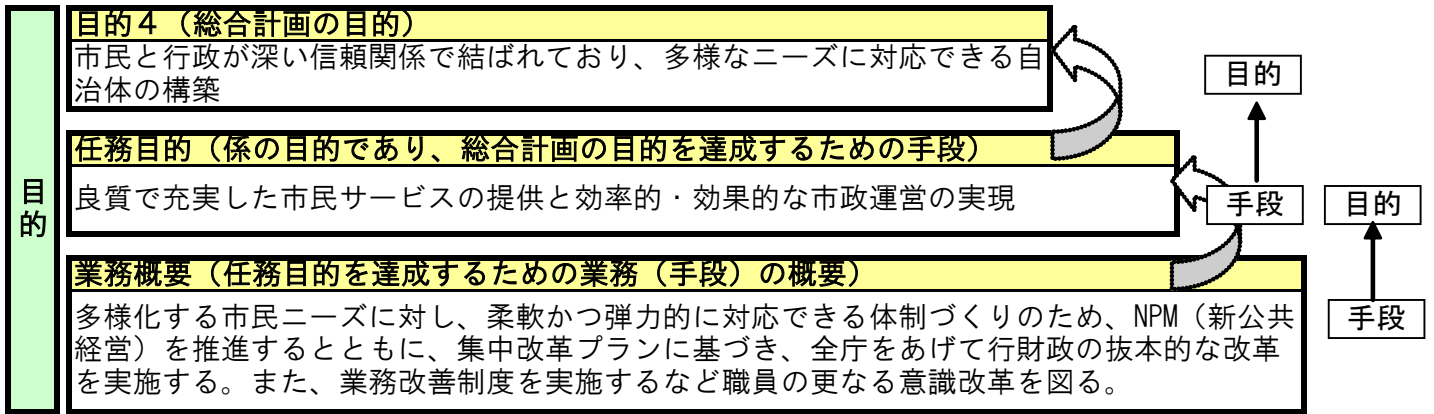 目的
目的４（総合計画の目的）
市民と行政が深い信頼関係で結ばれており、多様なニーズに対応できる自
治体の構築
任務目的（係の目的であり、総合計画の目的を達成するための手段）
良質で充実した市民サービスの提供と効率的・効果的な市政運営の実現
業務概要（任務目的を達成するための業務（手段）の概要）
多様化する市民ニーズに対し、柔軟かつ弾力的に対応できる体制づくりのため、NPM（新公共
経営）を推進するとともに、集中改革プランに基づき、全庁をあげて行財政の抜本的な改革
を実施する。また、業務改善制度を実施するなど職員の更なる意識改革を図る。
目的
手段
目的
手段